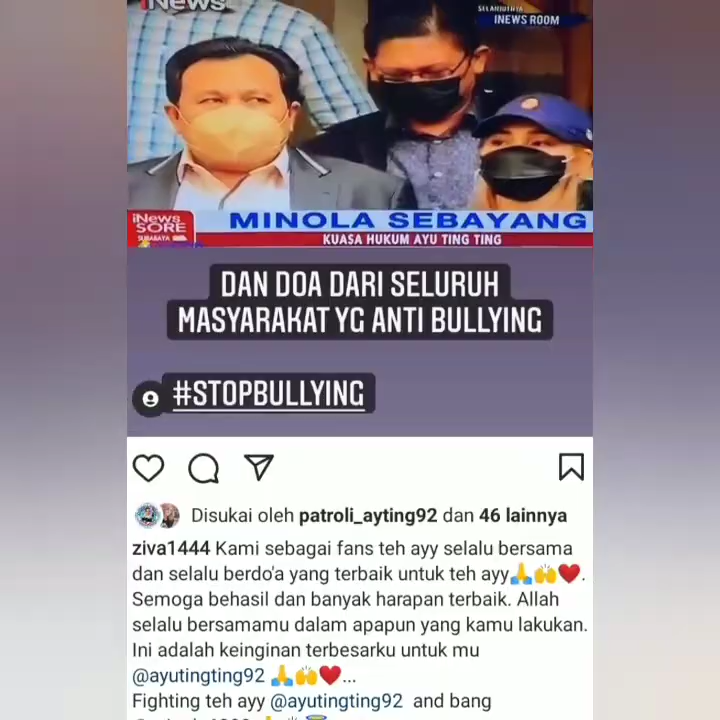 iNews
SELANJUTNYA
INEWS ROOM
iNews
SORE
SURABAYA
MINOLA SEBAYANG
KUASA HUKUM AYU TING TING
DAN DOA DARI SELURUH
MASYARAKAT YG ANTI BULLYING
#STOPBULLYING
Disukai oleh patroli_ayting92 dan 46 lainnya
ziva1444 Kami sebagai fans teh ayy selalu bersama
dan selalu berdo'a yang terbaik untuk teh ayy🙏🙌❤️.
Semoga behasil dan banyak harapan terbaik. Allah
selalu bersamamu dalam apapun yang kamu lakukan.
Ini adalah keinginan terbesarku untuk mu
@ayutingting92 🙏🙌❤️...
Fighting teh ayy @ayutingting92 and bang